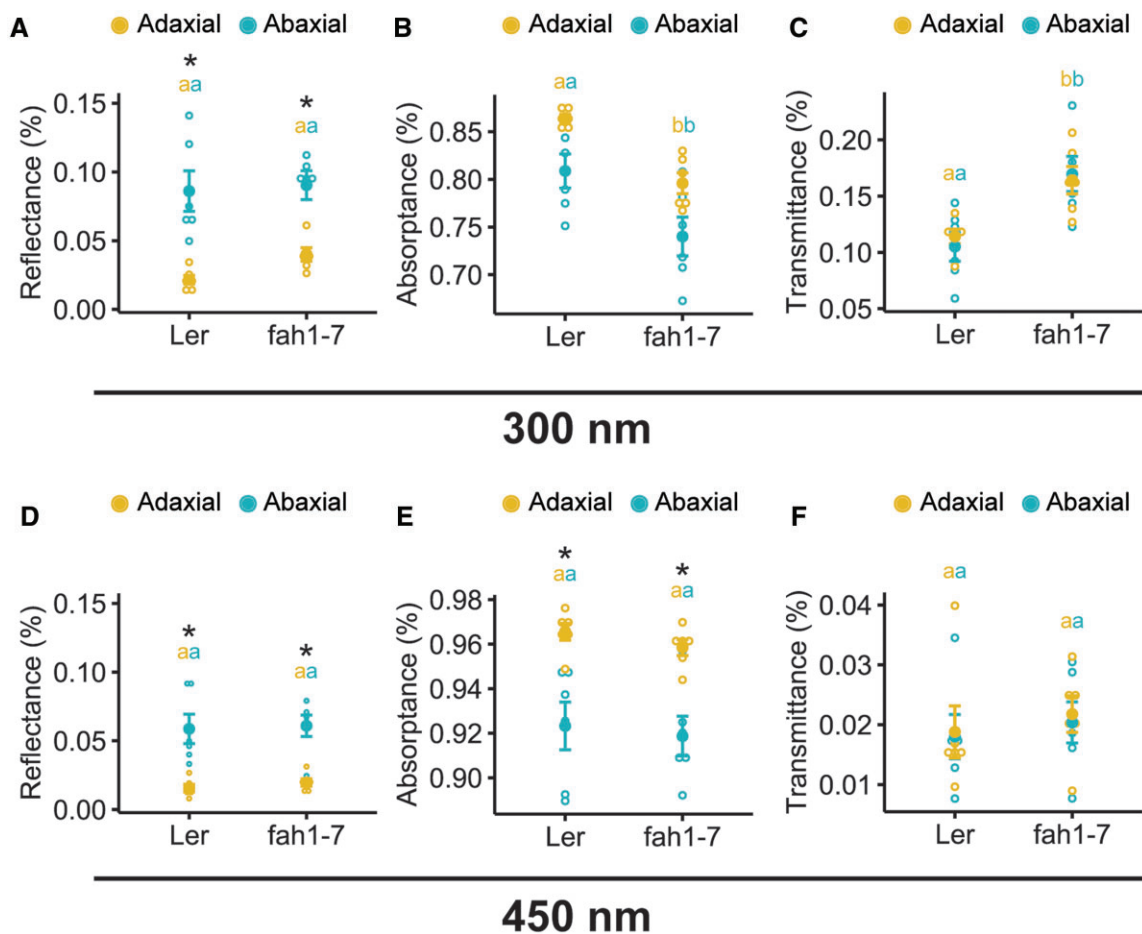 A Adaxial Abaxial
* *
aa aa
Reflectance (%)
0.15
0.10
0.05
0.00
Ler fah1-7
B Adaxial Abaxial
aa bb
Absorptance (%)
0.85
0.80
0.75
0.70
Ler fah1-7
C Adaxial Abaxial
aa bb
Transmittance (%)
0.20
0.15
0.10
0.05
Ler fah1-7
300 nm
D Adaxial Abaxial
* *
aa aa
Reflectance (%)
0.15
0.10
0.05
0.00
Ler fah1-7
E Adaxial Abaxial
* *
aa aa
Absorptance (%)
0.98
0.96
0.94
0.92
0.90
Ler fah1-7
F Adaxial Abaxial
aa aa
Transmittance (%)
0.04
0.03
0.02
0.01
Ler fah1-7
450 nm